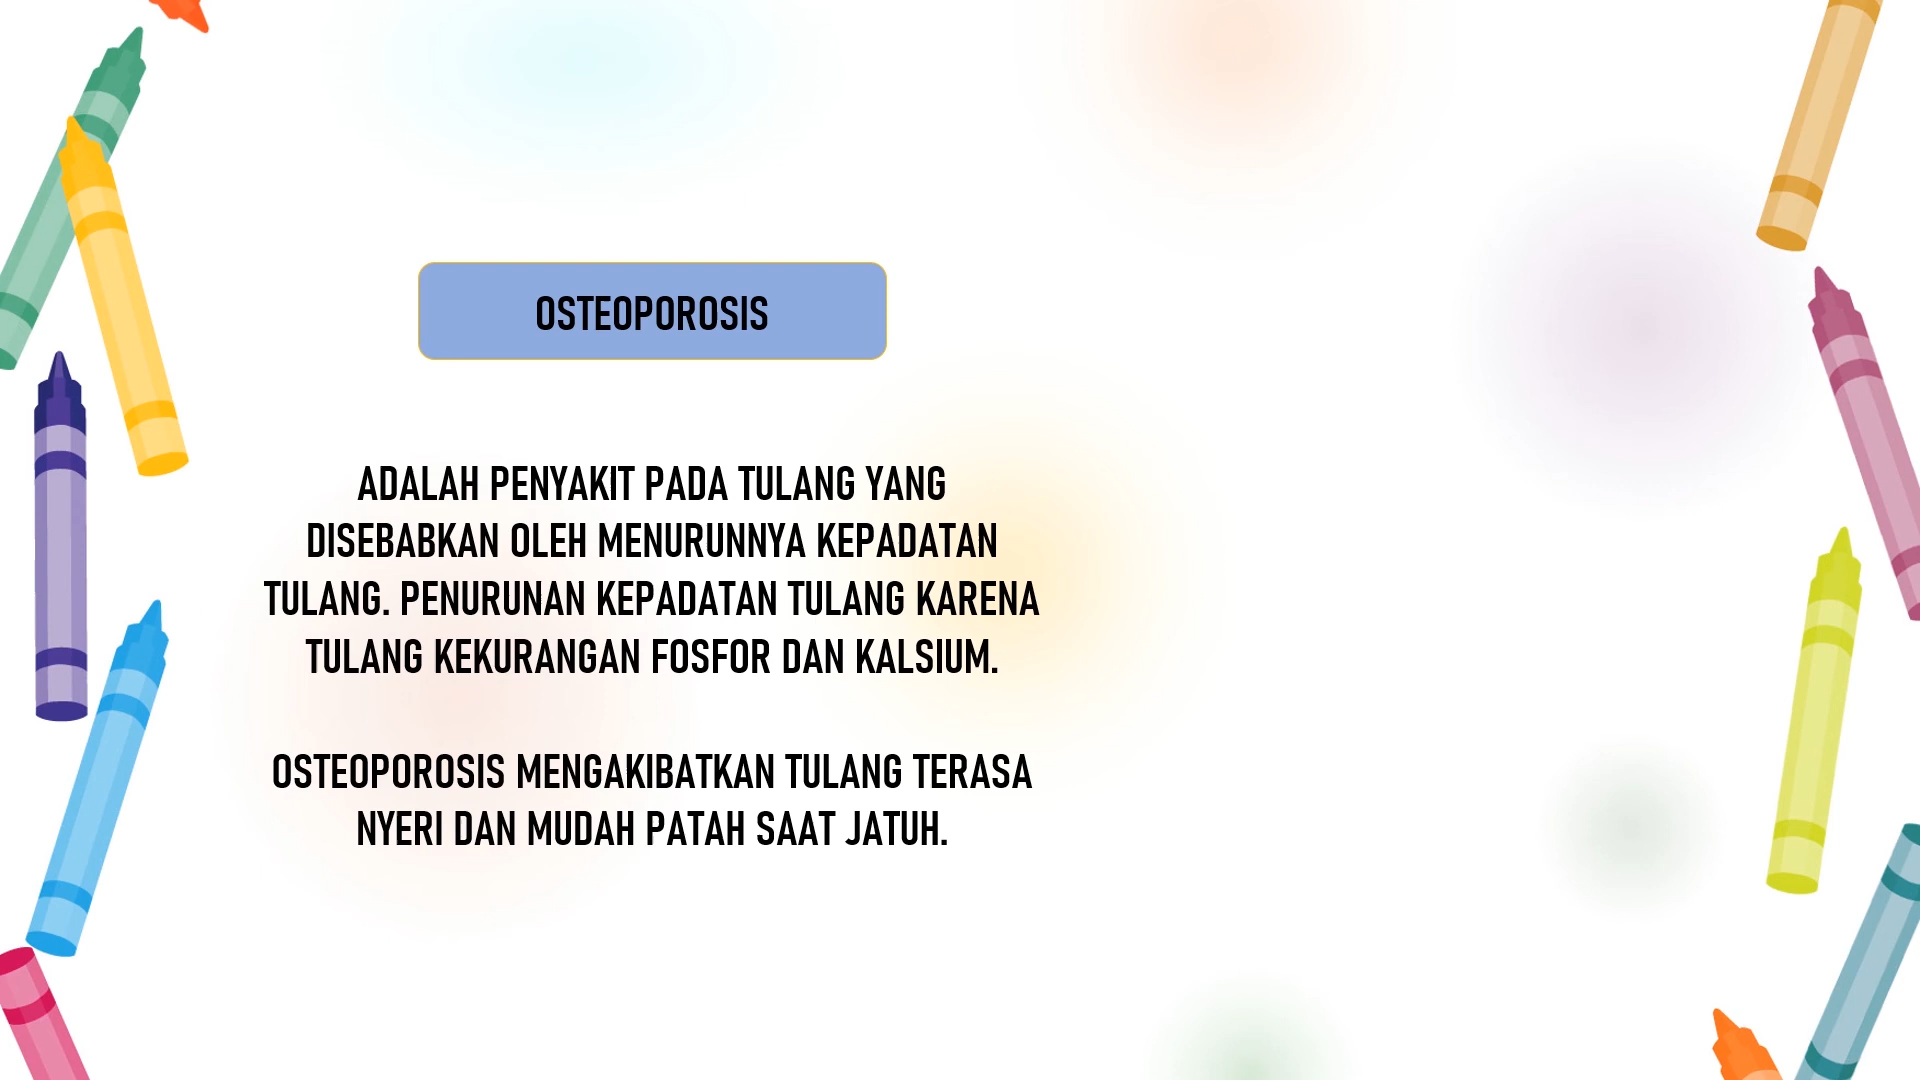 OSTEOPOROSIS
ADALAH PENYAKIT PADA TULANG YANG
DISEBABKAN OLEH MENURUNNYA KEPADATAN
TULANG. PENURUNAN KEPADATAN TULANG KARENA
TULANG KEKURANGAN FOSFOR DAN KALSIUM.
OSTEOPOROSIS MENGAKIBATKAN TULANG TERASA
NYERI DAN MUDAH PATAH SAAT JATUH.